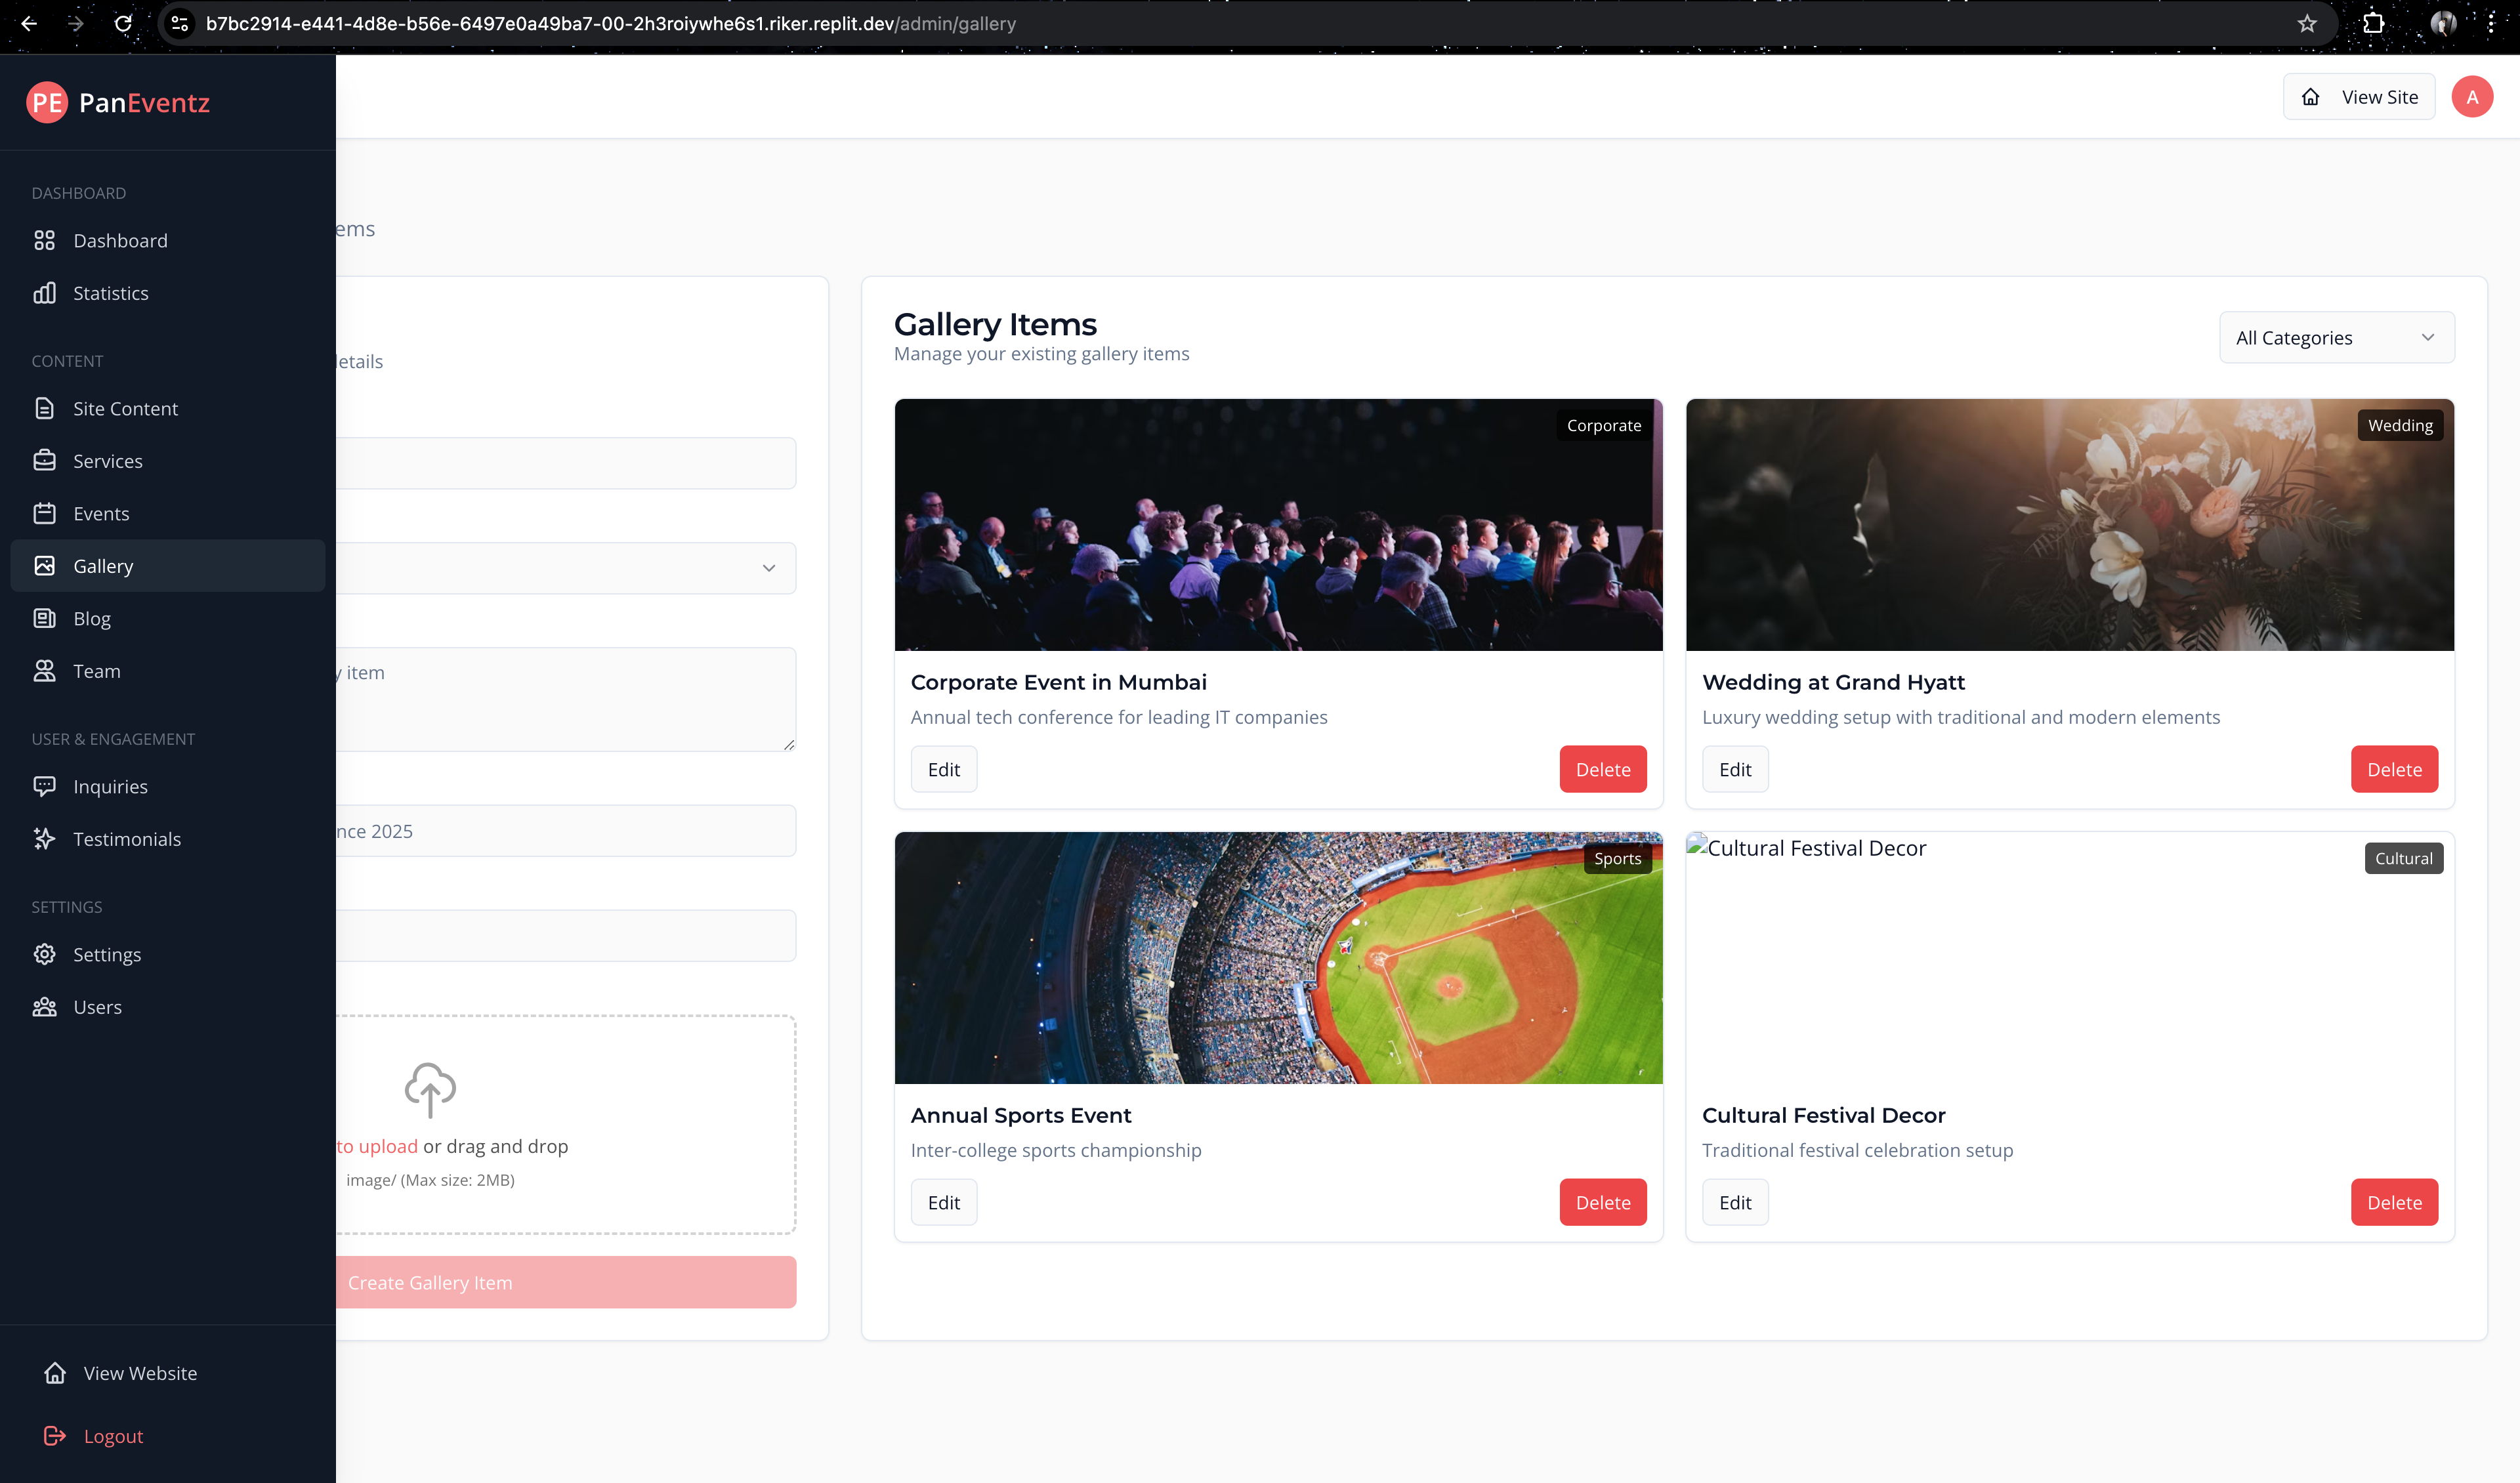 b7bc2914-e441-4d8e-b56e-6497e0a49ba7-00-2h3roiywhe6s1.riker.replit.dev/admin/gallery
PE PanEventz
View Site
A
DASHBOARD
Dashboard
Statistics
CONTENT
Site Content
Services
Events
Gallery
Blog
Team
USER & ENGAGEMENT
Inquiries
Testimonials
SETTINGS
Settings
Users
View Website
Logout
ems
etails
y item
nce 2025
to upload or drag and drop
image/ (Max size: 2MB)
Create Gallery Item
Gallery Items
Manage your existing gallery items
All Categories
Corporate
Corporate Event in Mumbai
Annual tech conference for leading IT companies
Edit
Delete
Wedding
Wedding at Grand Hyatt
Luxury wedding setup with traditional and modern elements
Edit
Delete
Sports
Annual Sports Event
Inter-college sports championship
Edit
Delete
Cultural Festival Decor
Cultural
Cultural Festival Decor
Traditional festival celebration setup
Edit
Delete